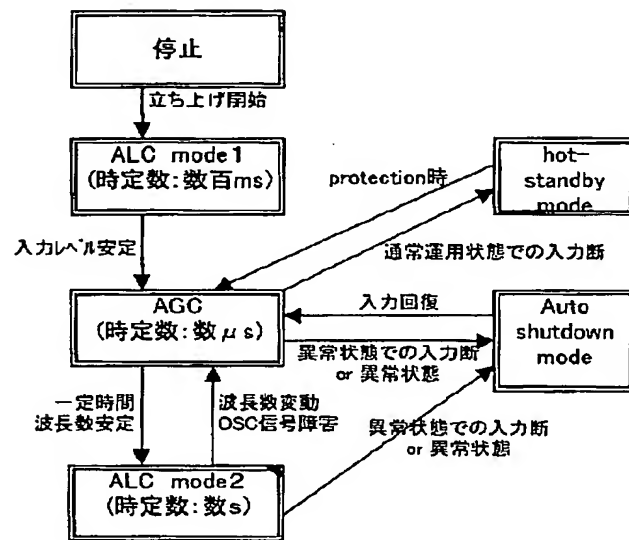 停止
立ち上げ開始
ALC mode1
(時定数:数百ms)
hot-
standby
mode
protection時
入力レベル安定
通常運用状態での入力断
AGC
(時定数:数μs)
入力回復
Auto
shutdown
mode
異常状態での入力断
or 異常状態
一定時間
波長数安定
波長数変動
OSC信号障害
異常状態での入力断
or 異常状態
ALC mode2
(時定数:数s)